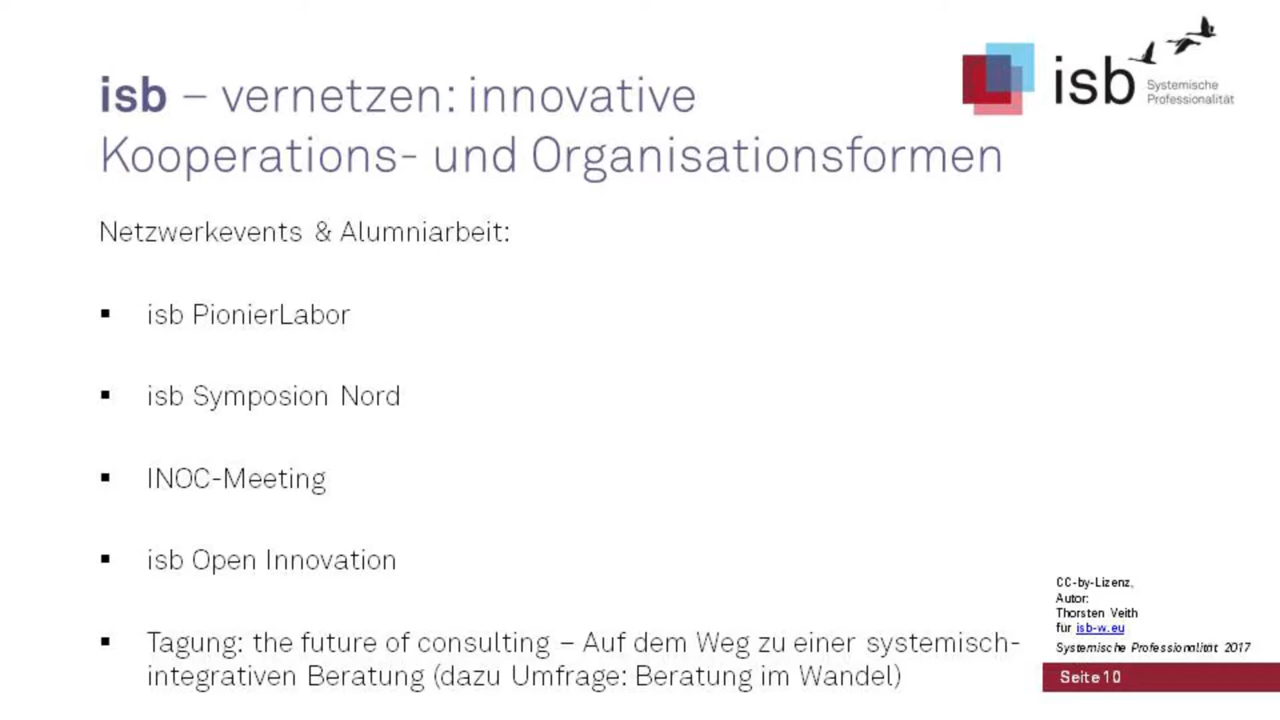 isb – vernetzen: innovative
Kooperations- und Organisationsformen
isb Systemische
Professionalität
Netzwerkevents & Alumniarbeit:
▪ isb PionierLabor
▪ isb Symposion Nord
▪ INOC-Meeting
▪ isb Open Innovation
▪ Tagung: the future of consulting – Auf dem Weg zu einer systemisch-
integrativen Beratung (dazu Umfrage: Beratung im Wandel)
CC-by-Lizenz,
Autor:
Thorsten Veith
für isb-w.eu
Systemische Professionalität 2017
Seite 10